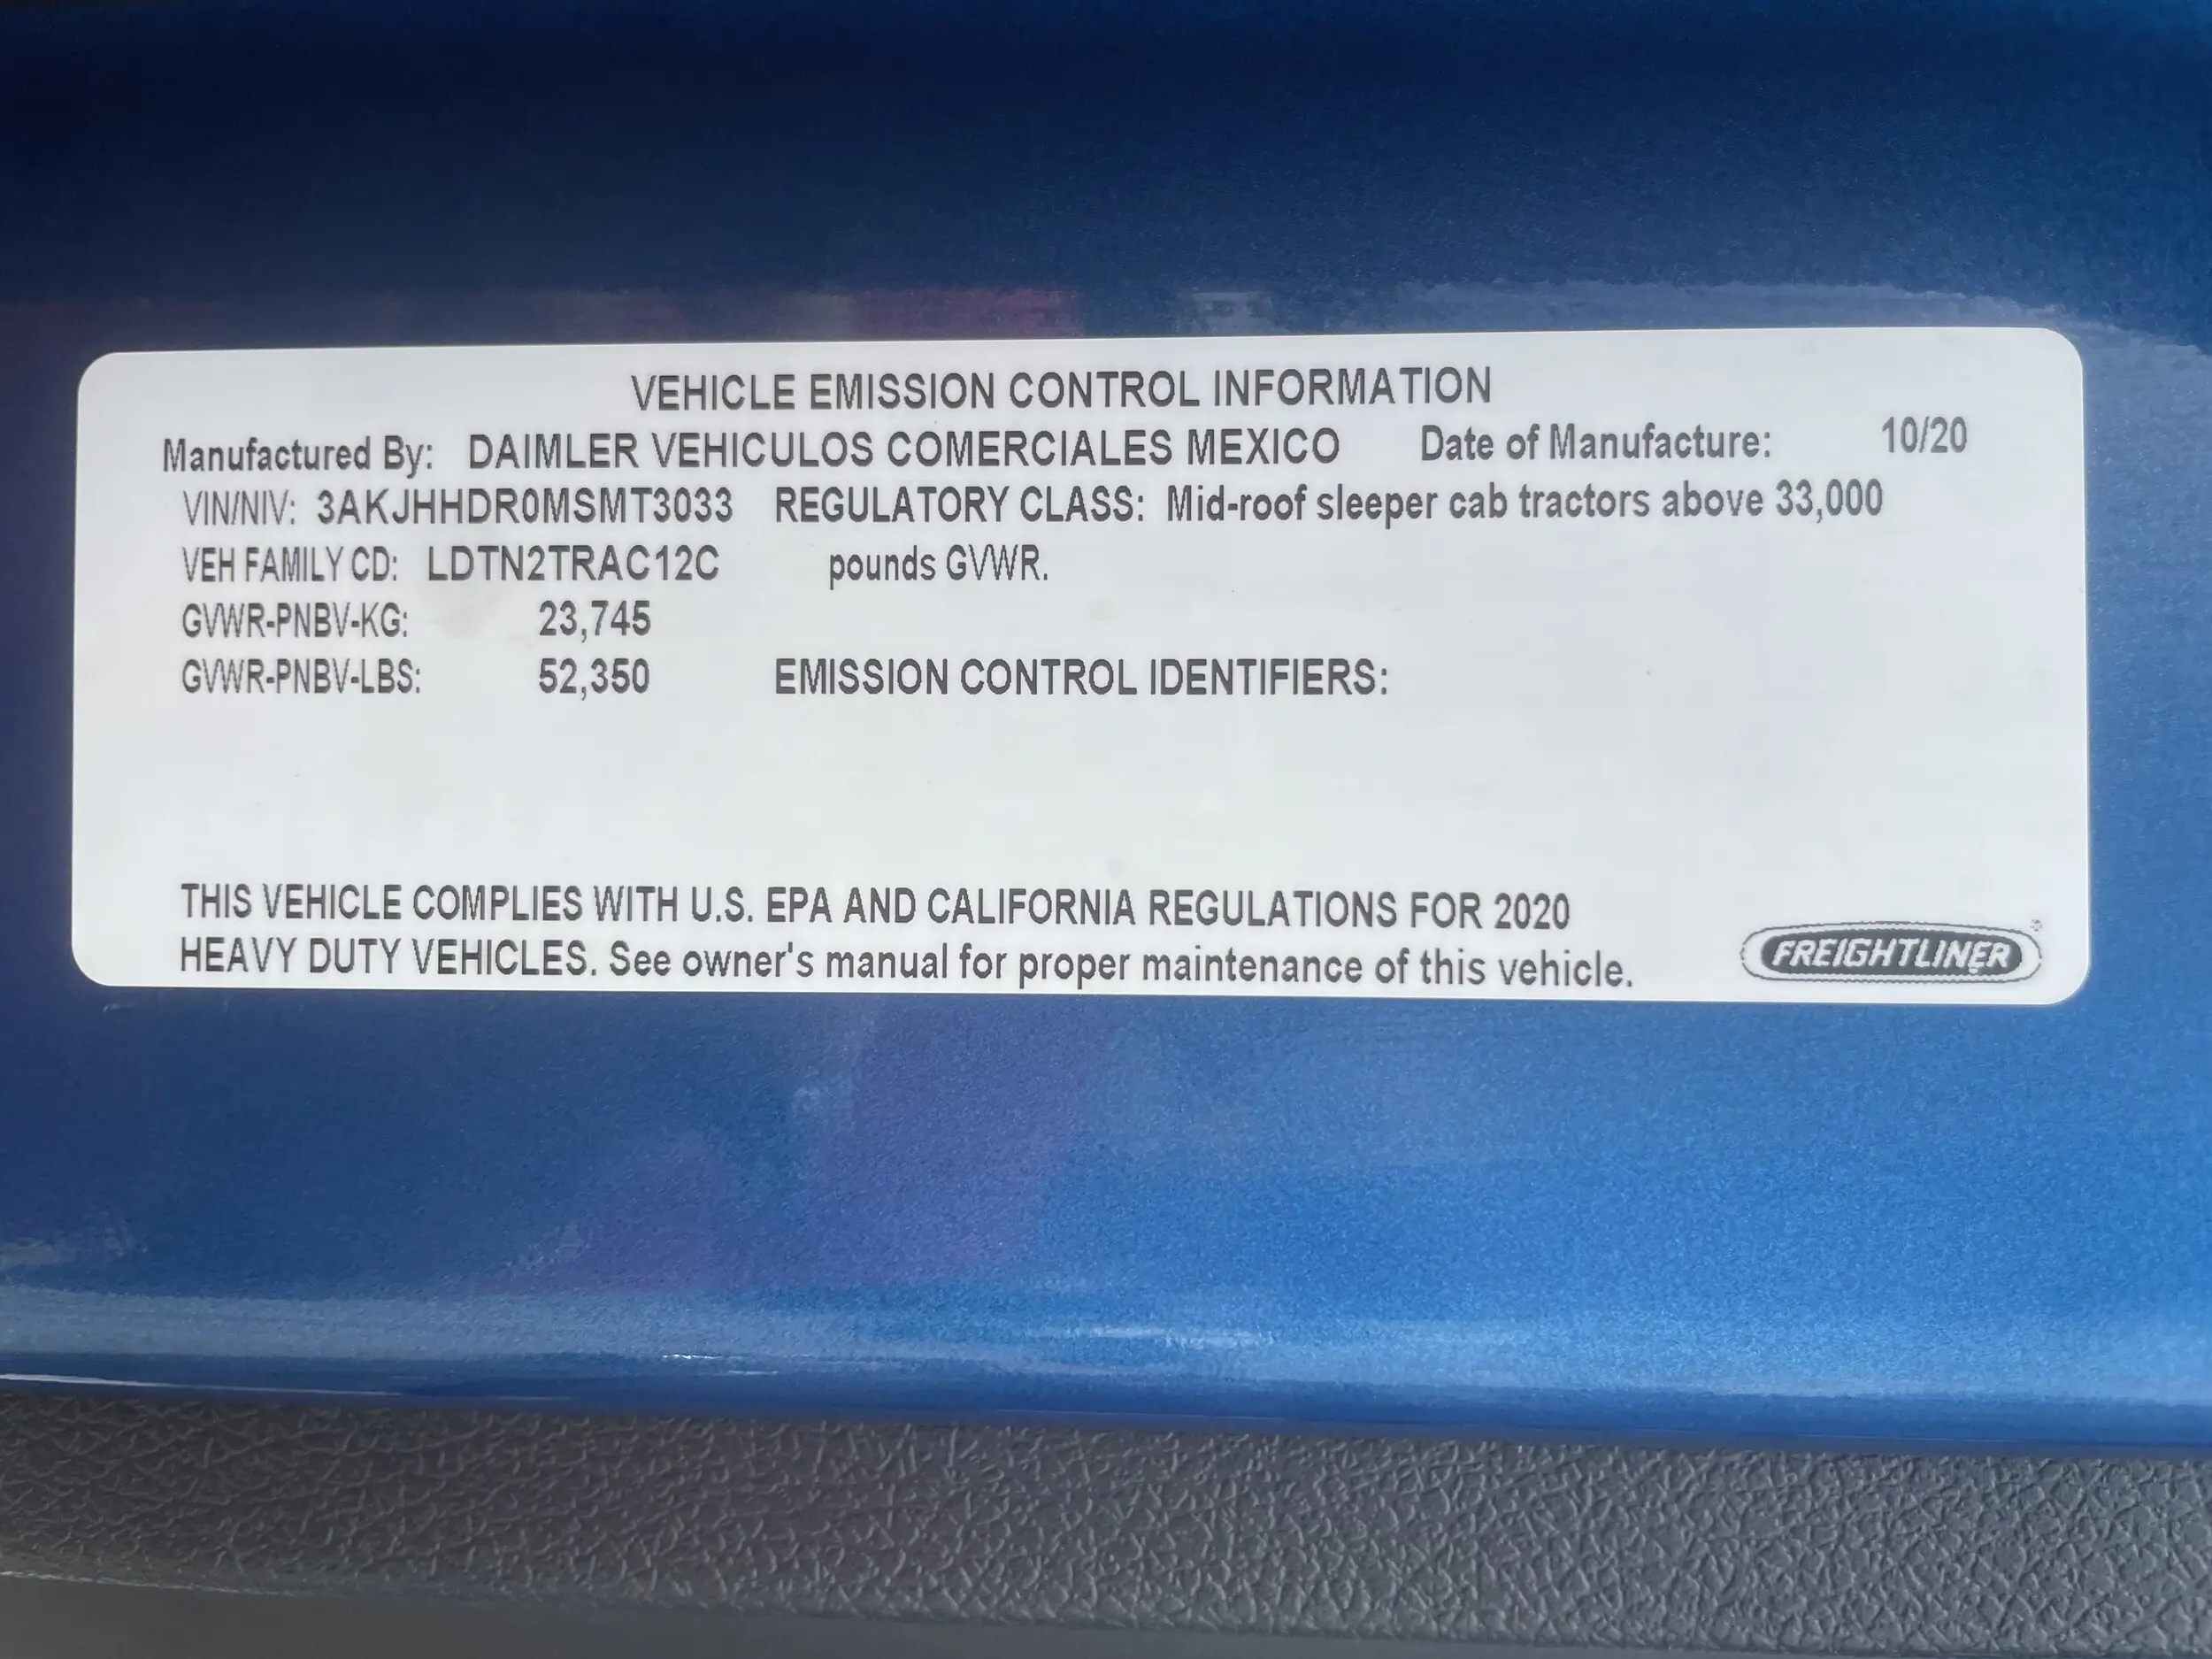 VEHICLE EMISSION CONTROL INFORMATION
Manufactured By: DAIMLER VEHICULOS COMERCIALES MEXICO Date of Manufacture: 10/20
VIN/NIV: 3AKJHHDR0MSMT3033 REGULATORY CLASS: Mid-roof sleeper cab tractors above 33,000
VEH FAMILY CD: LDTN2TRAC12C pounds GVWR.
GVWR-PNBV-KG: 23,745
GVWR-PNBV-LBS: 52,350 EMISSION CONTROL IDENTIFIERS:
THIS VEHICLE COMPLIES WITH U.S. EPA AND CALIFORNIA REGULATIONS FOR 2020
HEAVY DUTY VEHICLES. See owner's manual for proper maintenance of this vehicle.
FREIGHTLINER®